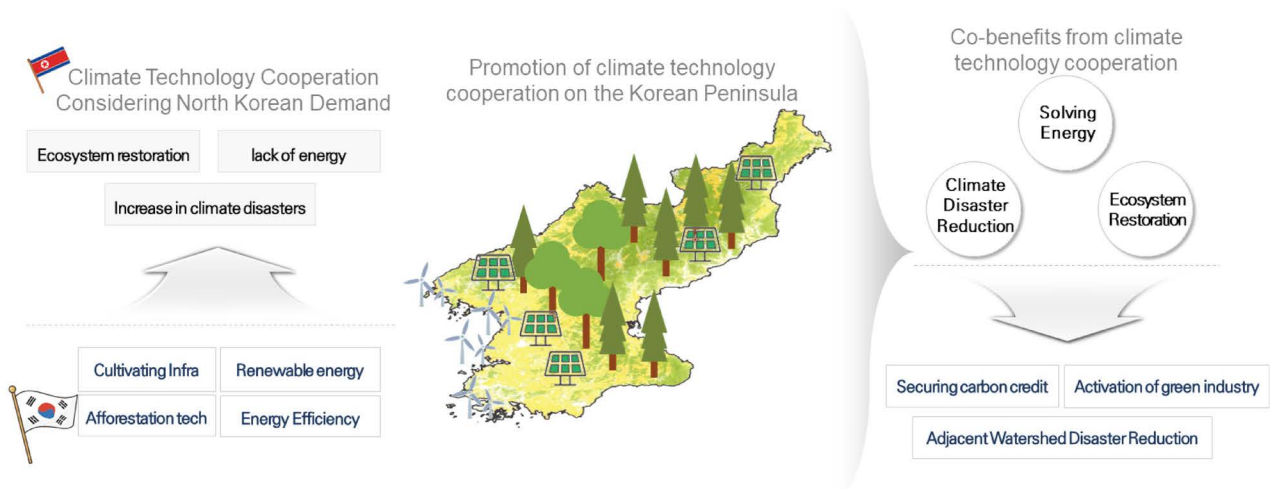 Climate Technology Cooperation
Considering North Korean Demand
Ecosystem restoration
lack of energy
Increase in climate disasters
Cultivating Infra
Renewable energy
Afforestation tech
Energy Efficiency
Promotion of climate technology
cooperation on the Korean Peninsula
Co-benefits from climate
technology cooperation
Solving
Energy
Climate
Disaster
Reduction
Ecosystem
Restoration
Securing carbon credit
Activation of green industry
Adjacent Watershed Disaster Reduction